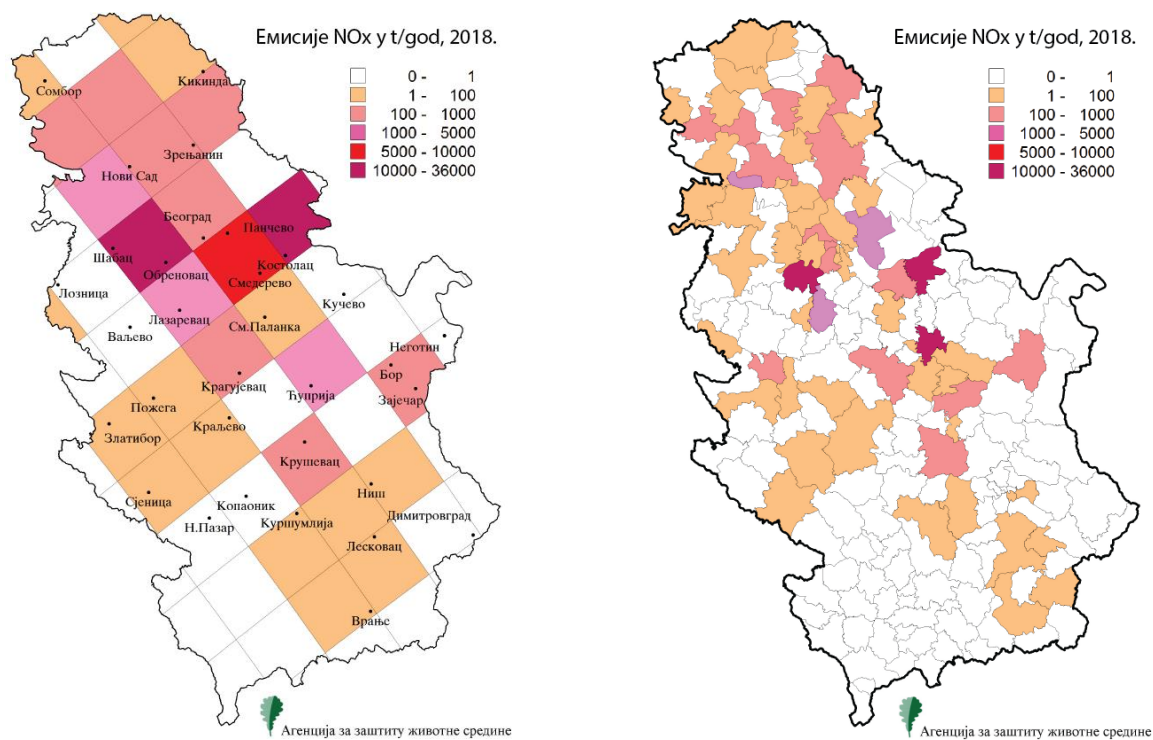 Емисије NOx у t/god, 2018.
0 - 1
1 - 100
100 - 1000
1000 - 5000
5000 - 10000
10000 - 36000
Кикинда
Сомбор
Зрењанин
Нови Сад
Београд
Панчево
Шабац
Обреновац
Костолац
Смедерево
Лозница
Кучево
Лазаревац
См.Паланка
Ваљево
Неготин
Бор
Крагујевац
Ћуприја
Зајечар
Пожега
Златибор
Краљево
Крушевац
Ниш
Сјеница
Копаоник
Н.Пазар
Куршумлија
Димитровград
Лесковац
Врање
Агенција за заштиту животне средине
Емисије NOx у t/god, 2018.
0 - 1
1 - 100
100 - 1000
1000 - 5000
5000 - 10000
10000 - 36000
Агенција за заштиту животне средине